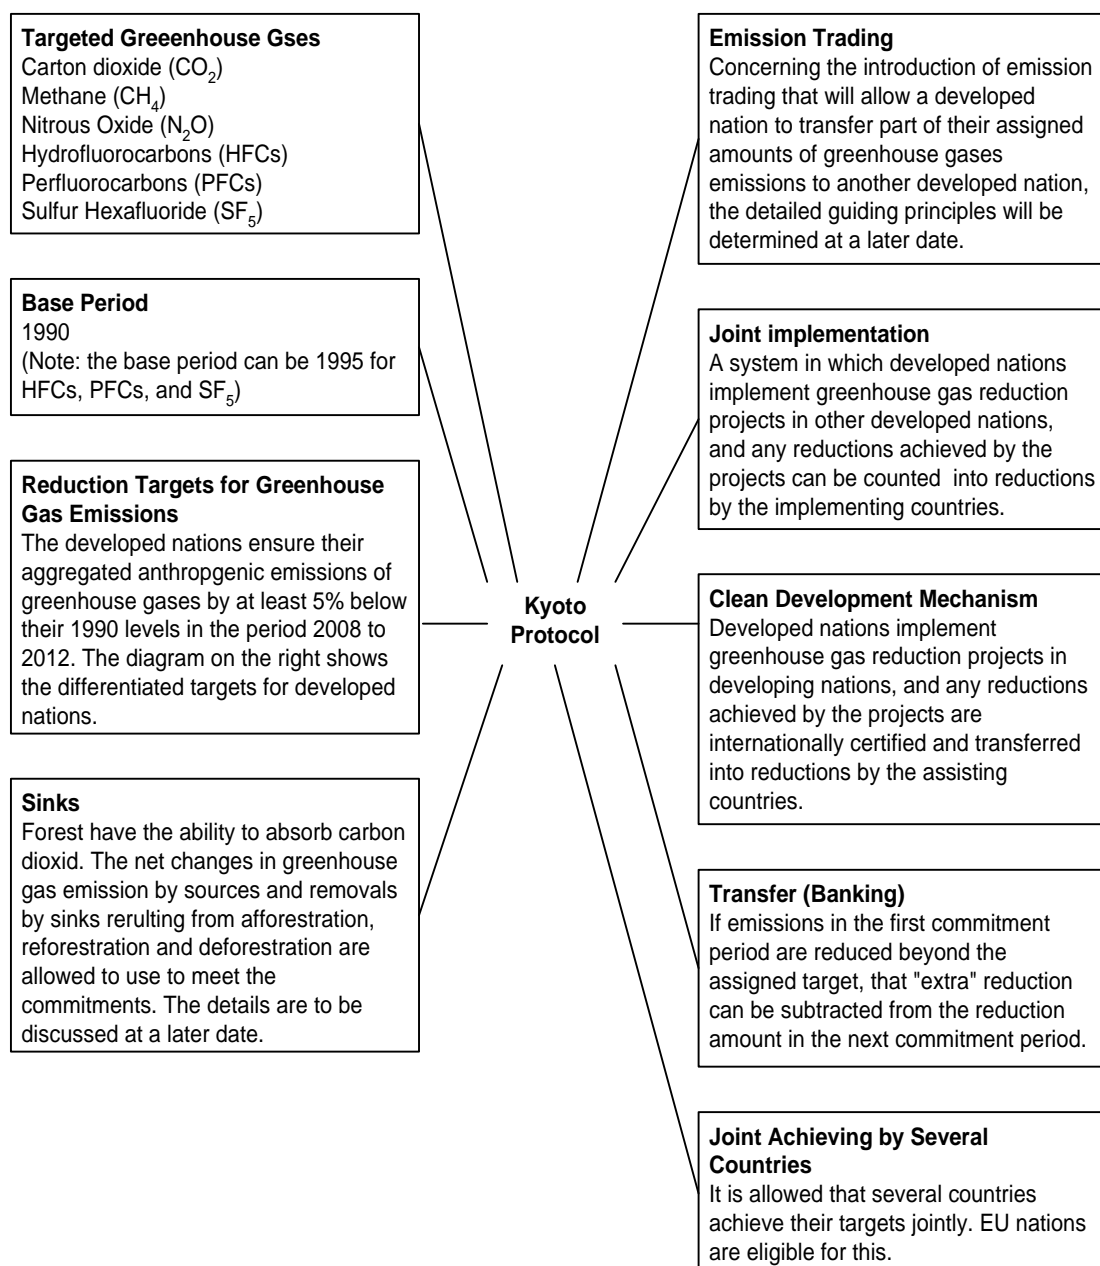 Targeted Greeenhouse Gses
Carton dioxide (CO₂)
Methane (CH₄)
Nitrous Oxide (N₂O)
Hydrofluorocarbons (HFCs)
Perfluorocarbons (PFCs)
Sulfur Hexafluoride (SF₅)
Base Period
1990
(Note: the base period can be 1995 for
HFCs, PFCs, and SF₅)
Reduction Targets for Greenhouse
Gas Emissions
The developed nations ensure their
aggregated anthropgenic emissions of
greenhouse gases by at least 5% below
their 1990 levels in the period 2008 to
2012. The diagram on the right shows
the differentiated targets for developed
nations.
Sinks
Forest have the ability to absorb carbon
dioxid. The net changes in greenhouse
gas emission by sources and removals
by sinks rerulting from afforestration,
reforestration and deforestration are
allowed to use to meet the
commitments. The details are to be
discussed at a later date.
Kyoto
Protocol
Emission Trading
Concerning the introduction of emission
trading that will allow a developed
nation to transfer part of their assigned
amounts of greenhouse gases
emissions to another developed nation,
the detailed guiding principles will be
determined at a later date.
Joint implementation
A system in which developed nations
implement greenhouse gas reduction
projects in other developed nations,
and any reductions achieved by the
projects can be counted into reductions
by the implementing countries.
Clean Development Mechanism
Developed nations implement
greenhouse gas reduction projects in
developing nations, and any reductions
achieved by the projects are
internationally certified and transferred
into reductions by the assisting
countries.
Transfer (Banking)
If emissions in the first commitment
period are reduced beyond the
assigned target, that "extra" reduction
can be subtracted from the reduction
amount in the next commitment period.
Joint Achieving by Several
Countries
It is allowed that several countries
achieve their targets jointly. EU nations
are eligible for this.